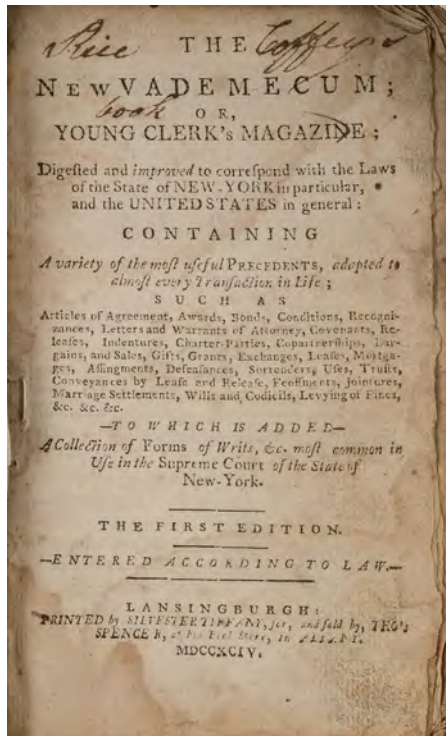 Rice Coffeys
THE
NEW VADE MECUM;
book
OR,
YOUNG CLERK's MAGAZINE;
Digeſted and improved to correſpond with the Laws
of the State of NEW-YORK in particular,
and the UNITED STATES in general:
CONTAINING
A variety of the moſt uſeful PRECEDENTS, adapted to
almoſt every Tranſaction in Life;
SUCH AS
Articles of Agreement, Awards, Bonds, Conditions, Recogni-
zances, Letters and Warrants of Attorney, Covenants, Re-
leaſes, Indentures, Charter-Parties, Copartnerſhips, Bar-
gains, and Sales, Gifts, Grants, Exchanges, Leaſes, Mortga-
ges, Aſſingments, Defeaſances, Surrenders, Uſes, Truſts,
Conveyances by Leaſe and Releaſe, Feoffments, Jointures,
Marriage Settlements, Wills and Codicils, Levying of Fines,
&c. &c. &c.
—TO WHICH IS ADDED—
A Collection of Forms of Writs, &c. moſt common in
Uſe in the Supreme Court of the State of
New-York.
THE FIRST EDITION.
—ENTERED ACCORDING TO LAW.—
LANSINGBURGH:
PRINTED by SILVESTER TIFFANY, for, and ſold by, THO's
SPENCER, at his Book Store, in ALBANY.
MDCCXCIV.